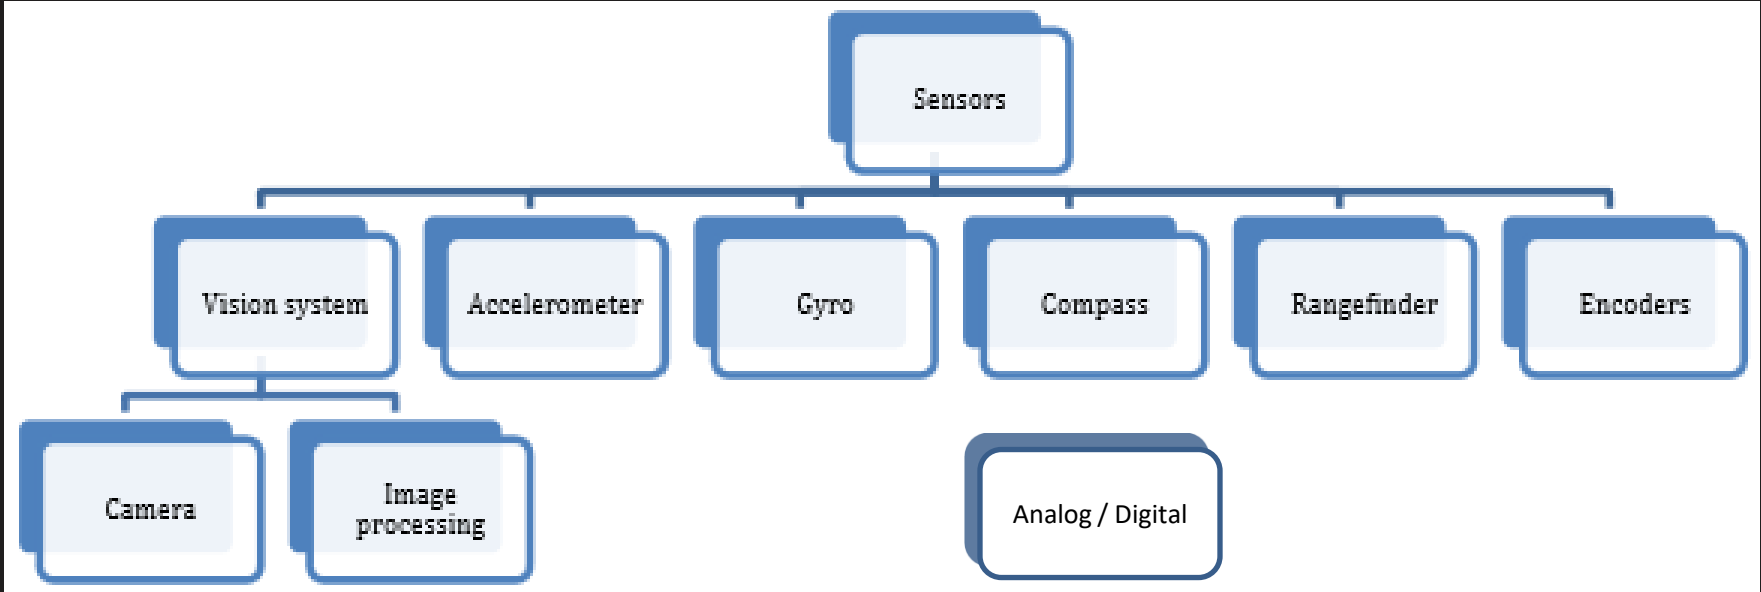 Sensors
Vision system
Accelerometer
Gyro
Compass
Rangefinder
Encoders
Camera
Image
processing
Analog / Digital